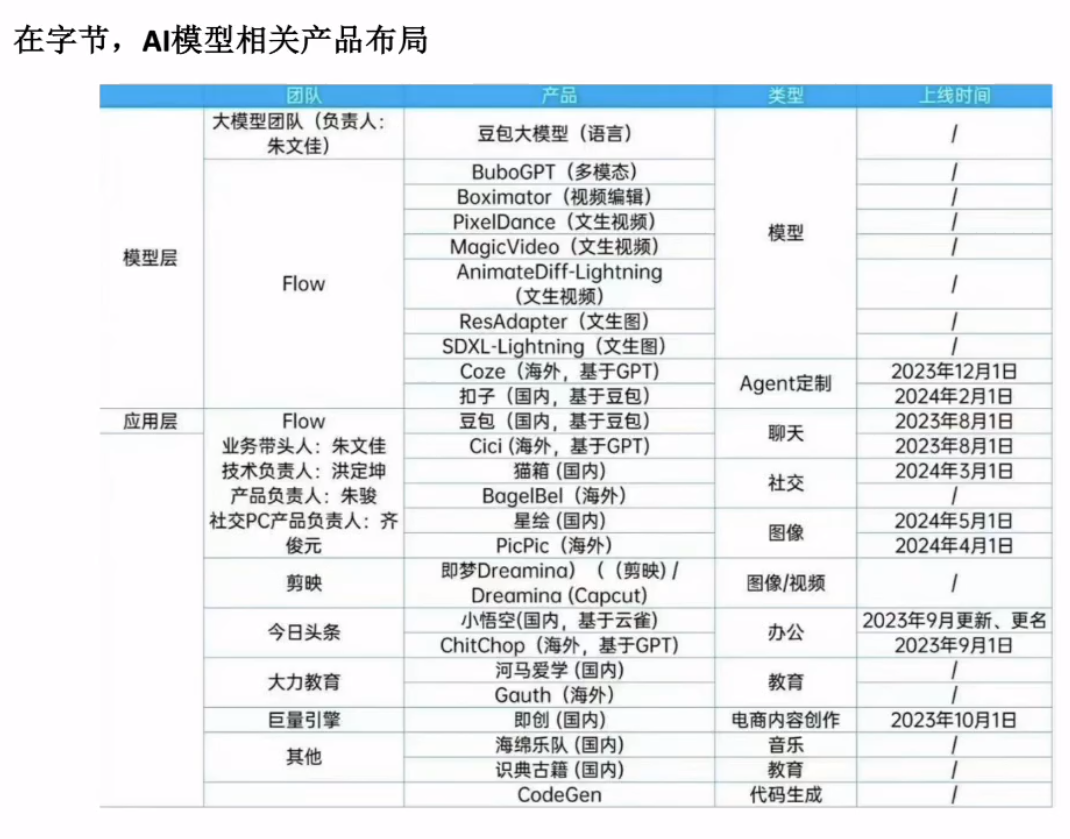 在字节，AI模型相关产品布局
团队 产品 类型 上线时间
模型层
大模型团队（负责人：
朱文佳）
豆包大模型（语言） 模型 /
Flow
BuboGPT（多模态） /
Boximator（视频编辑） /
PixelDance（文生视频） /
MagicVideo（文生视频） /
AnimateDiff-Lightning
（文生视频） /
ResAdapter（文生图） /
SDXL-Lightning（文生图） /
Coze（海外，基于GPT） Agent定制 2023年12月1日
扣子（国内，基于豆包） 2024年2月1日
应用层
Flow
业务带头人：朱文佳
技术负责人：洪定坤
产品负责人：朱骏
社交PC产品负责人：齐
俊元
豆包（国内，基于豆包） 聊天 2023年8月1日
Cici (海外，基于GPT) 2023年8月1日
猫箱 (国内) 社交 2024年3月1日
BagelBel（海外） /
星绘 (国内) 图像 2024年5月1日
PicPic（海外） 2024年4月1日
剪映
即梦Dreamina）（（剪映) /
Dreamina (Capcut)
图像/视频 /
今日头条
小悟空(国内，基于云雀) 办公 2023年9月更新、更名
ChitChop（海外，基于GPT) 2023年9月1日
大力教育
河马爱学 (国内) 教育 /
Gauth（海外） /
巨量引擎 即创 (国内) 电商内容创作 2023年10月1日
其他
海绵乐队 (国内) 音乐 /
识典古籍 (国内) 教育 /
CodeGen 代码生成 /